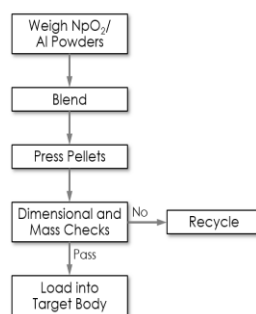 Weigh NpO₂/
Al Powders
Blend
Press Pellets
Dimensional and
Mass Checks
No
Recycle
Pass
Load into
Target Body